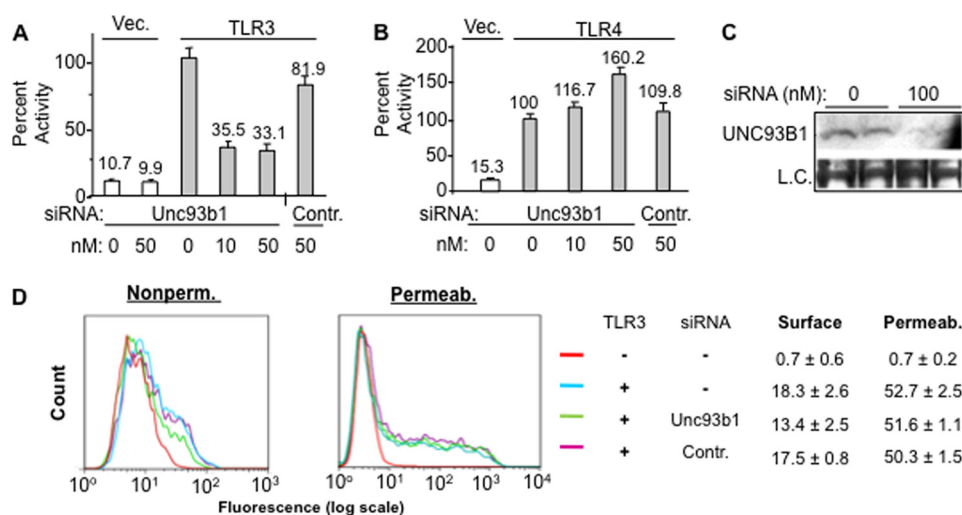 A
Vec.
TLR3
Percent
Activity
100
50
0
10.7
9.9
35.5
33.1
81.9
siRNA:
Unc93b1
Contr.
nM:
0
50
0
10
50
50
B
Vec.
TLR4
Percent
Activity
200
150
100
50
0
15.3
100
116.7
160.2
109.8
Unc93b1
Contr.
0
0
10
50
50
C
siRNA (nM):
0
100
UNC93B1
L.C.
D
Nonperm.
Permeab.
Count
10⁰
10¹
10²
10³
10⁰
10¹
10²
10³
10⁴
Fluorescence (log scale)
TLR3 siRNA Surface Permeab.
- - 0.7 ± 0.6 0.7 ± 0.2
+ - 18.3 ± 2.6 52.7 ± 2.5
+ Unc93b1 13.4 ± 2.5 51.6 ± 1.1
+ Contr. 17.5 ± 0.8 50.3 ± 1.5